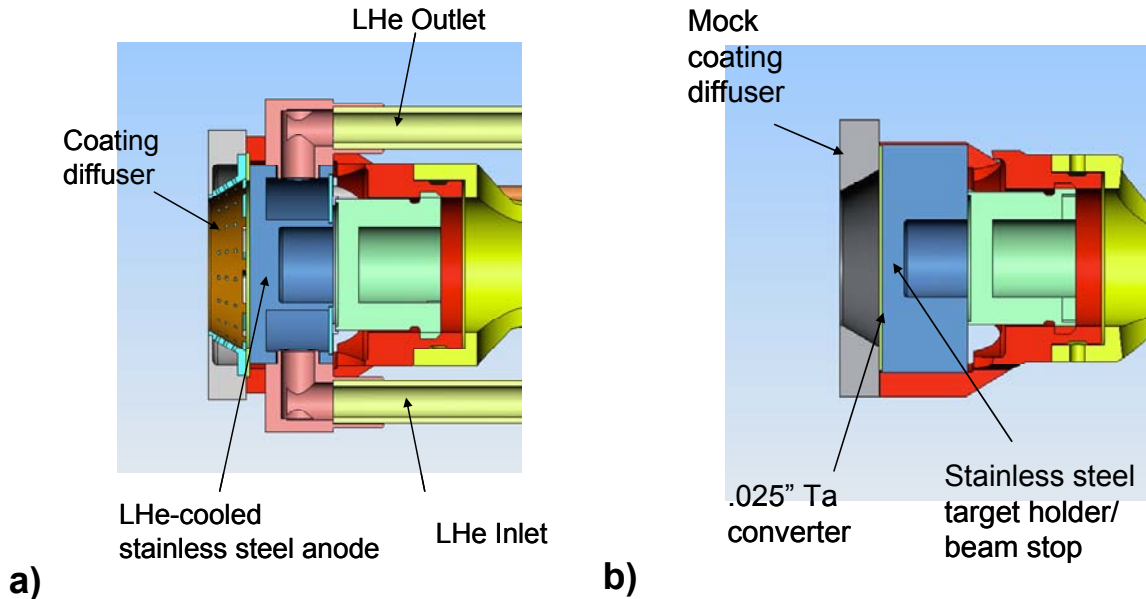 LHe Outlet
Coating
diffuser
LHe-cooled
stainless steel anode
LHe Inlet
a)
Mock
coating
diffuser
.025” Ta
converter
Stainless steel
target holder/
beam stop
b)